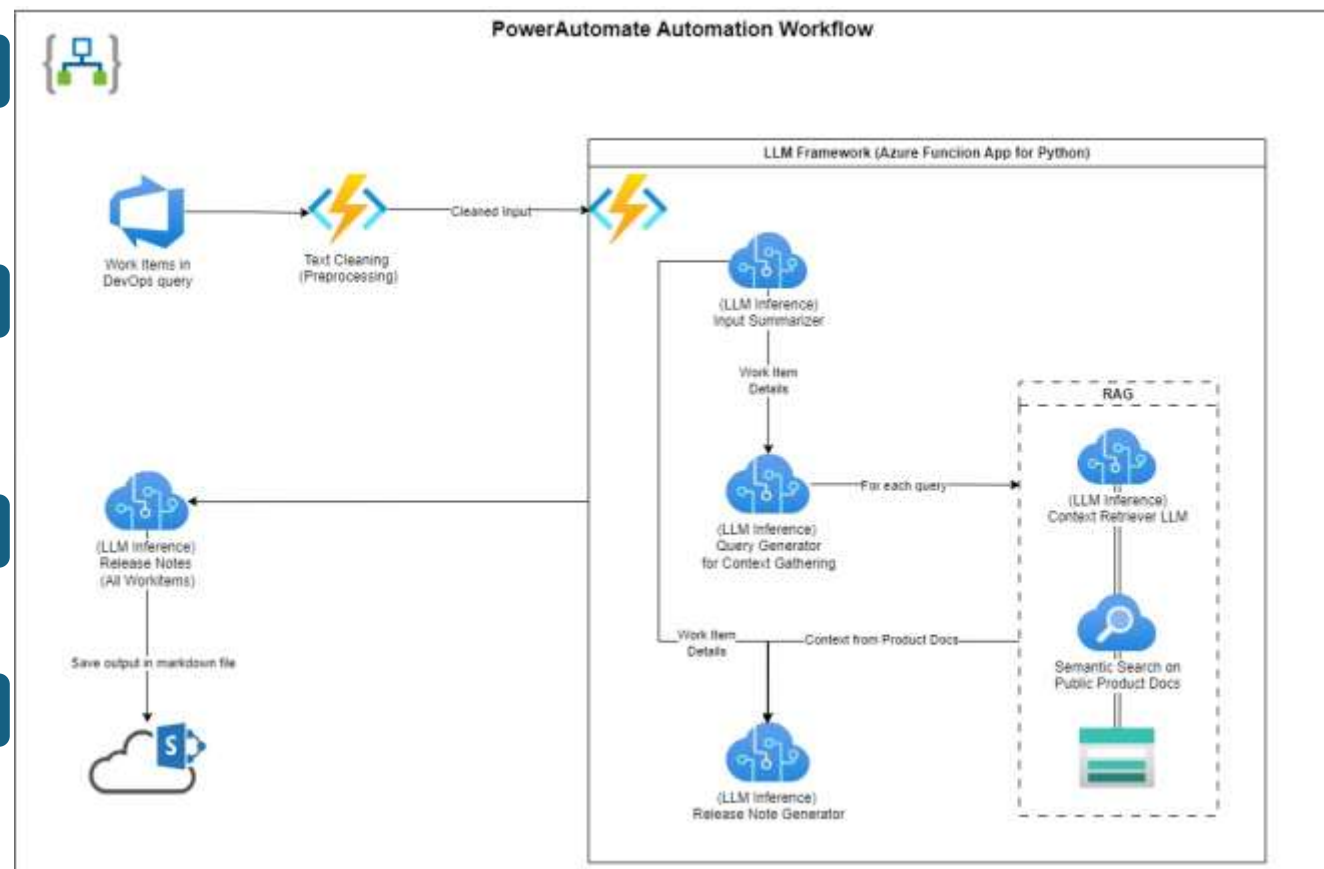 PowerAutomate Automation Workflow
LLM Framework (Azure Function App for Python)
Work Items in
DevOps query
Text Cleaning
(Preprocessing)
Cleaned Input
(LLM Inference)
Input Summarizer
Work Item
Details
RAG
(LLM Inference)
Query Generator
for Context Gathering
For each query
(LLM Inference)
Context Retriever LLM
(LLM Inference)
Release Notes
(All Workitems)
Work Item
Details
Context from Product Docs
Semantic Search on
Public Product Docs
Save output in markdown file
S
(LLM Inference)
Release Note Generator